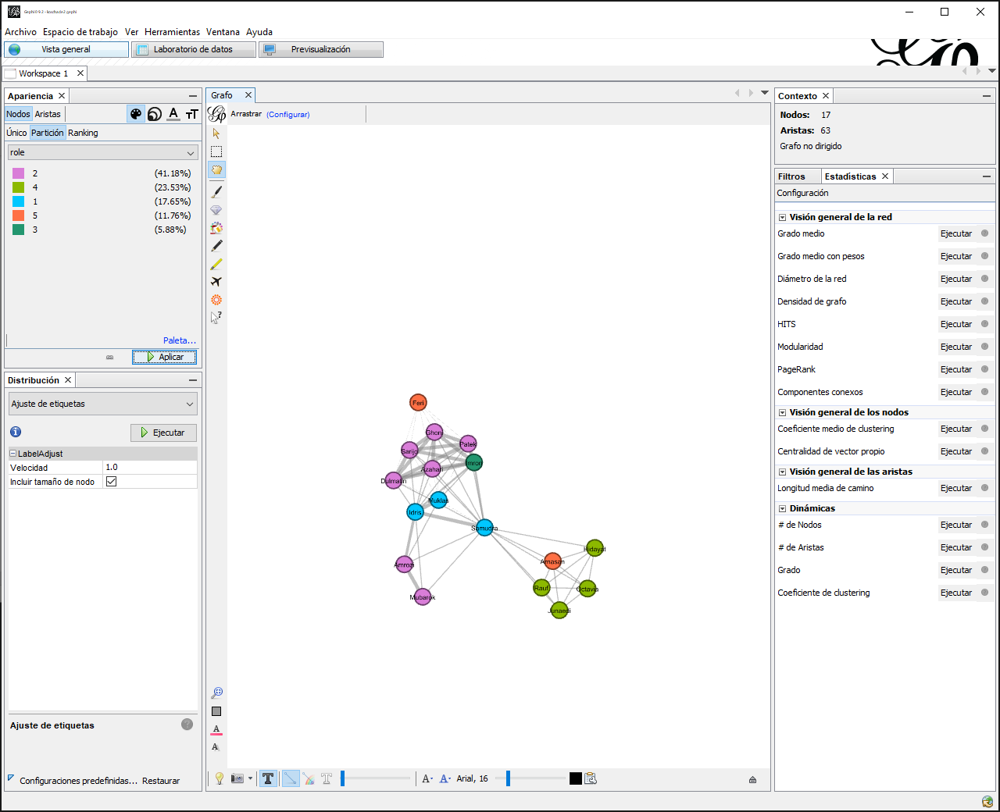 Gephi 0.9.2 - koschade2.gephi
Archivo Espacio de trabajo Ver Herramientas Ventana Ayuda
Vista general Laboratorio de datos Previsualización
Workspace 1
Apariencia
Nodos Aristas
Único Partición Ranking
role
2 (41.18%)
4 (23.53%)
1 (17.65%)
5 (11.76%)
3 (5.88%)
Paleta...
Aplicar
Distribución
Ajuste de etiquetas
Ejecutar
LabelAdjust
Velocidad 1.0
Incluir tamaño de nodo
Ajuste de etiquetas
Configuraciones predefinidas... Restaurar
Grafo
Arrastrar (Configurar)
Feri
Ghoni
Patek
Sarijo
Imron
Azahari
Dulmatin
Muklas
Idris
Samudra
Hidayat
Arnasan
Amrozi
Rauf
Octavia
Mubarok
Junaedi
Arial, 16
Contexto
Nodos: 17
Aristas: 63
Grafo no dirigido
Filtros Estadísticas
Configuración
Visión general de la red
Grado medio Ejecutar
Grado medio con pesos Ejecutar
Diámetro de la red Ejecutar
Densidad de grafo Ejecutar
HITS Ejecutar
Modularidad Ejecutar
PageRank Ejecutar
Componentes conexos Ejecutar
Visión general de los nodos
Coeficiente medio de clustering Ejecutar
Centralidad de vector propio Ejecutar
Visión general de las aristas
Longitud media de camino Ejecutar
Dinámicas
# de Nodos Ejecutar
# de Aristas Ejecutar
Grado Ejecutar
Coeficiente de clustering Ejecutar